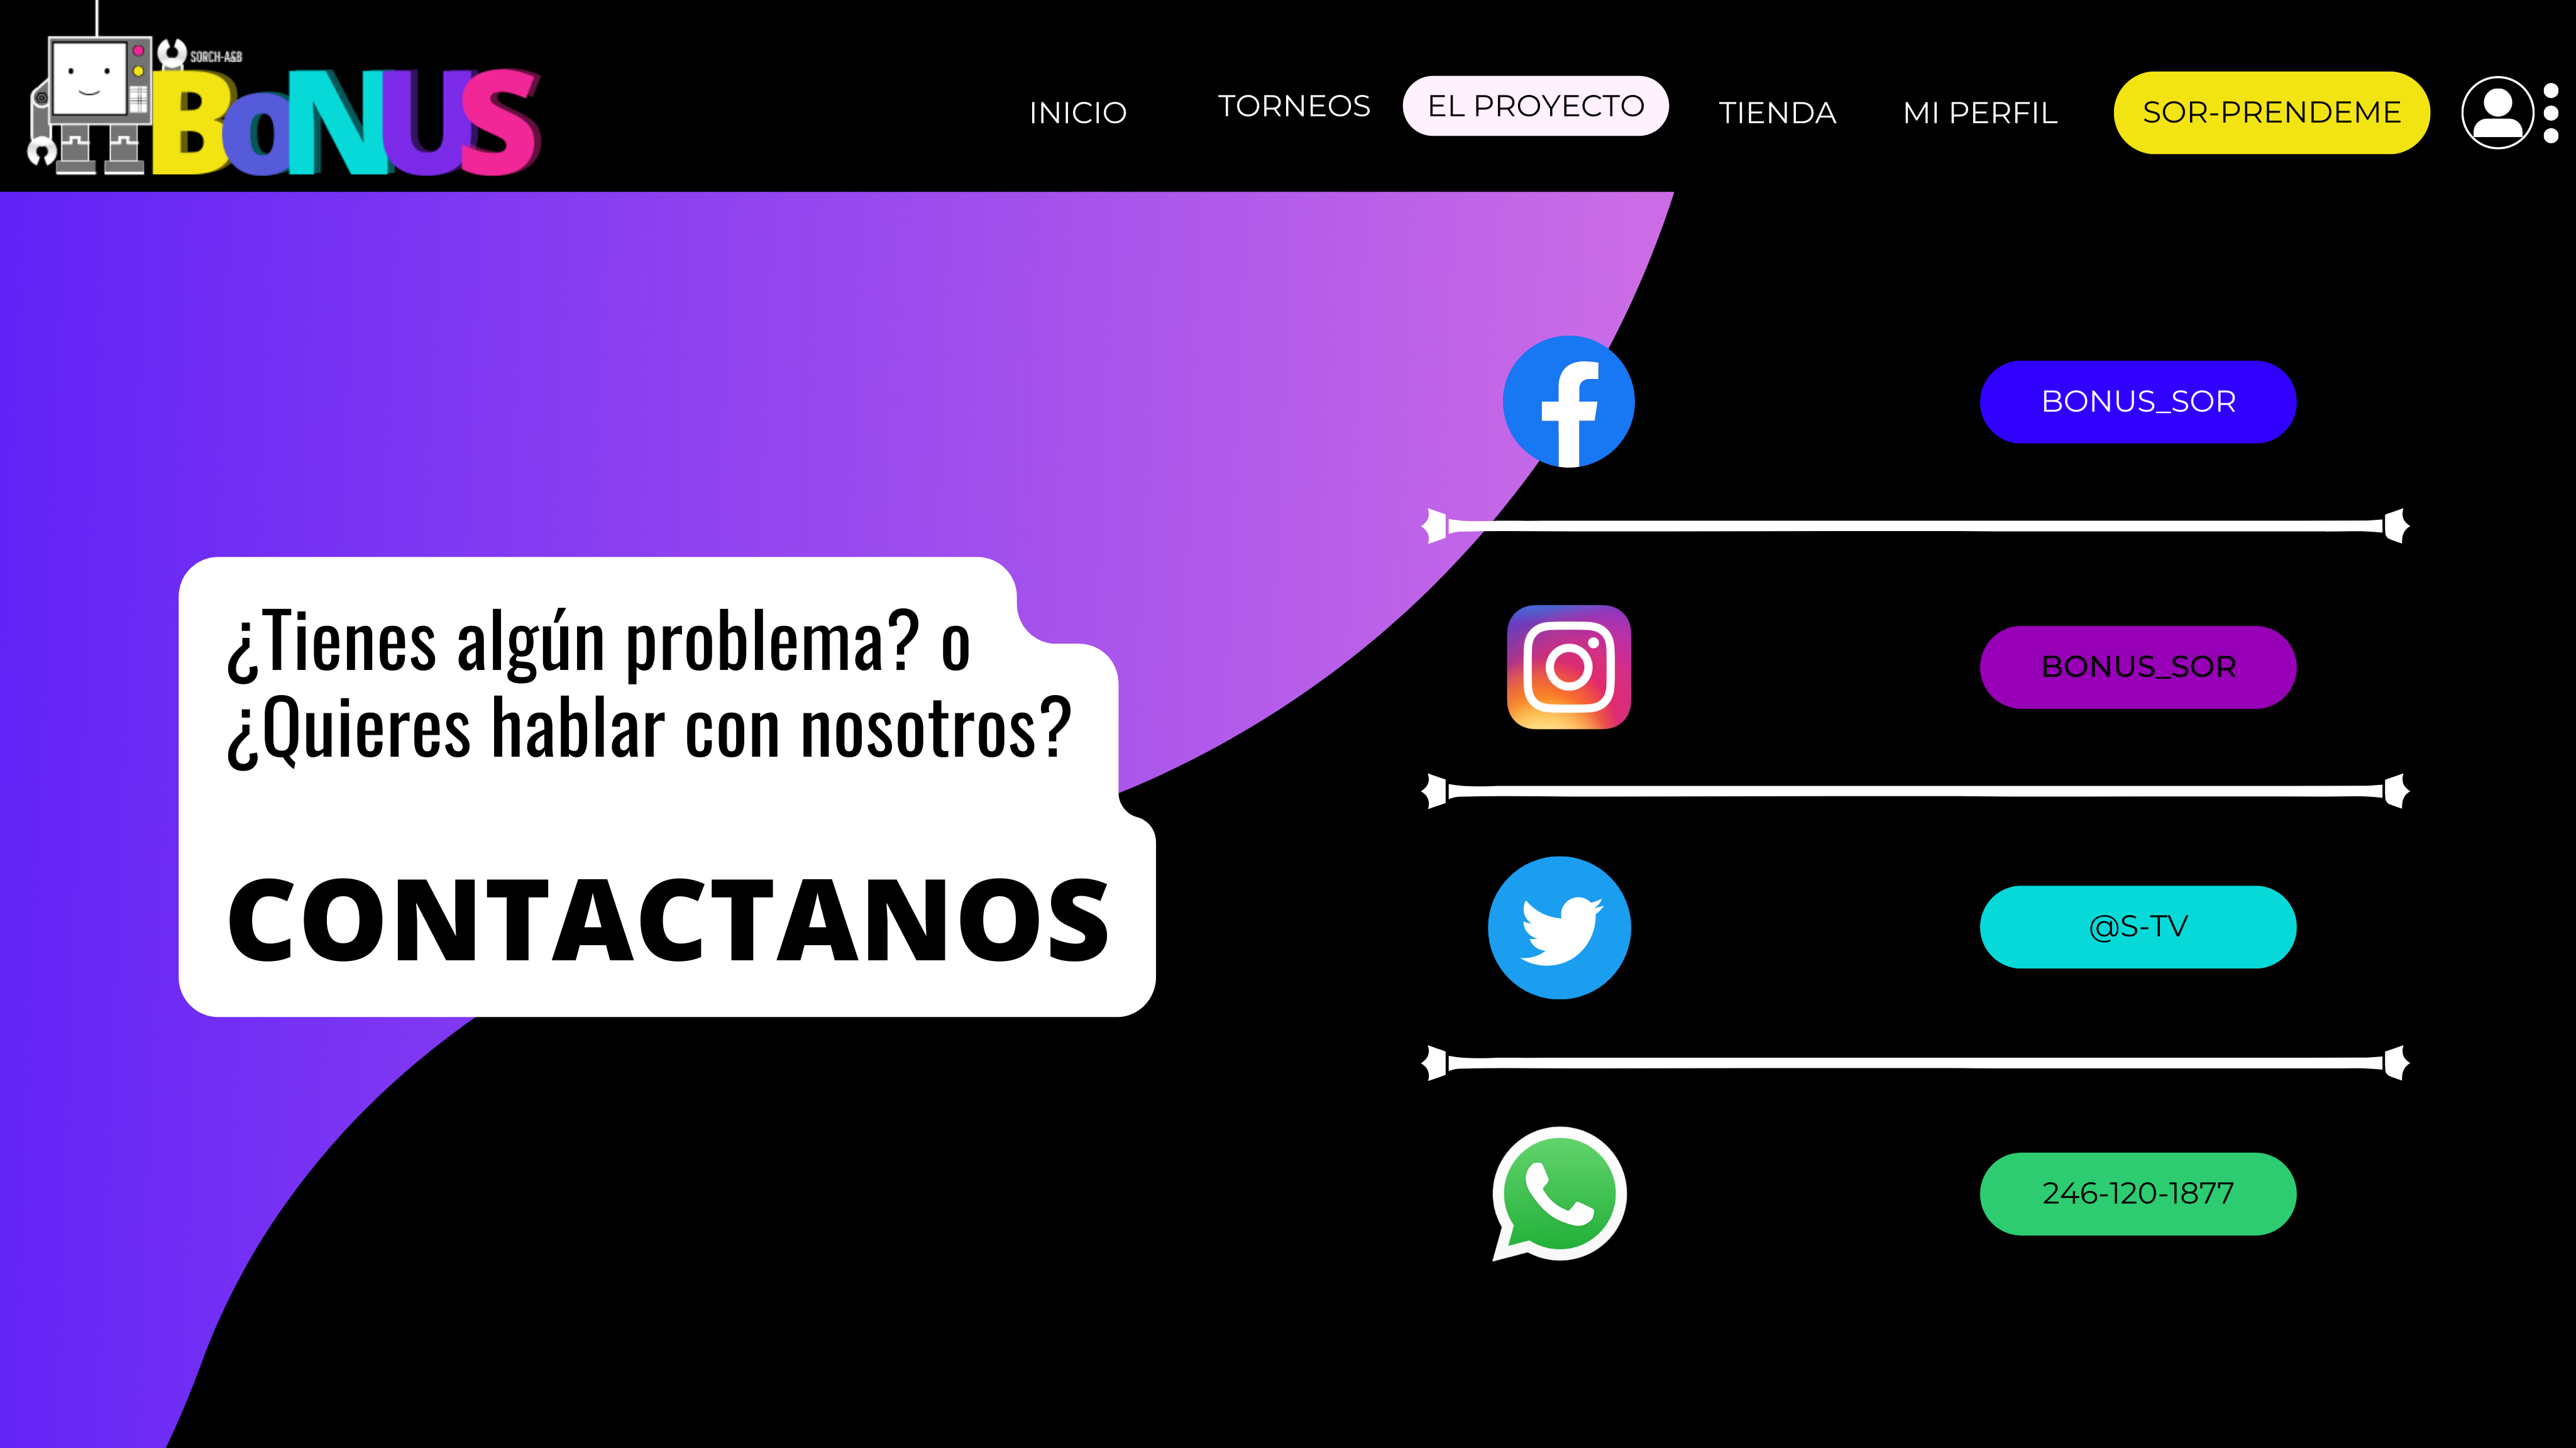 SORCH-A&B
BoNUS
INICIO
TORNEOS
EL PROYECTO
TIENDA
MI PERFIL
SOR-PRENDEME
¿Tienes algún problema? o
¿Quieres hablar con nosotros?
CONTACTANOS
BONUS_SOR
BONUS_SOR
@S-TV
246-120-1877